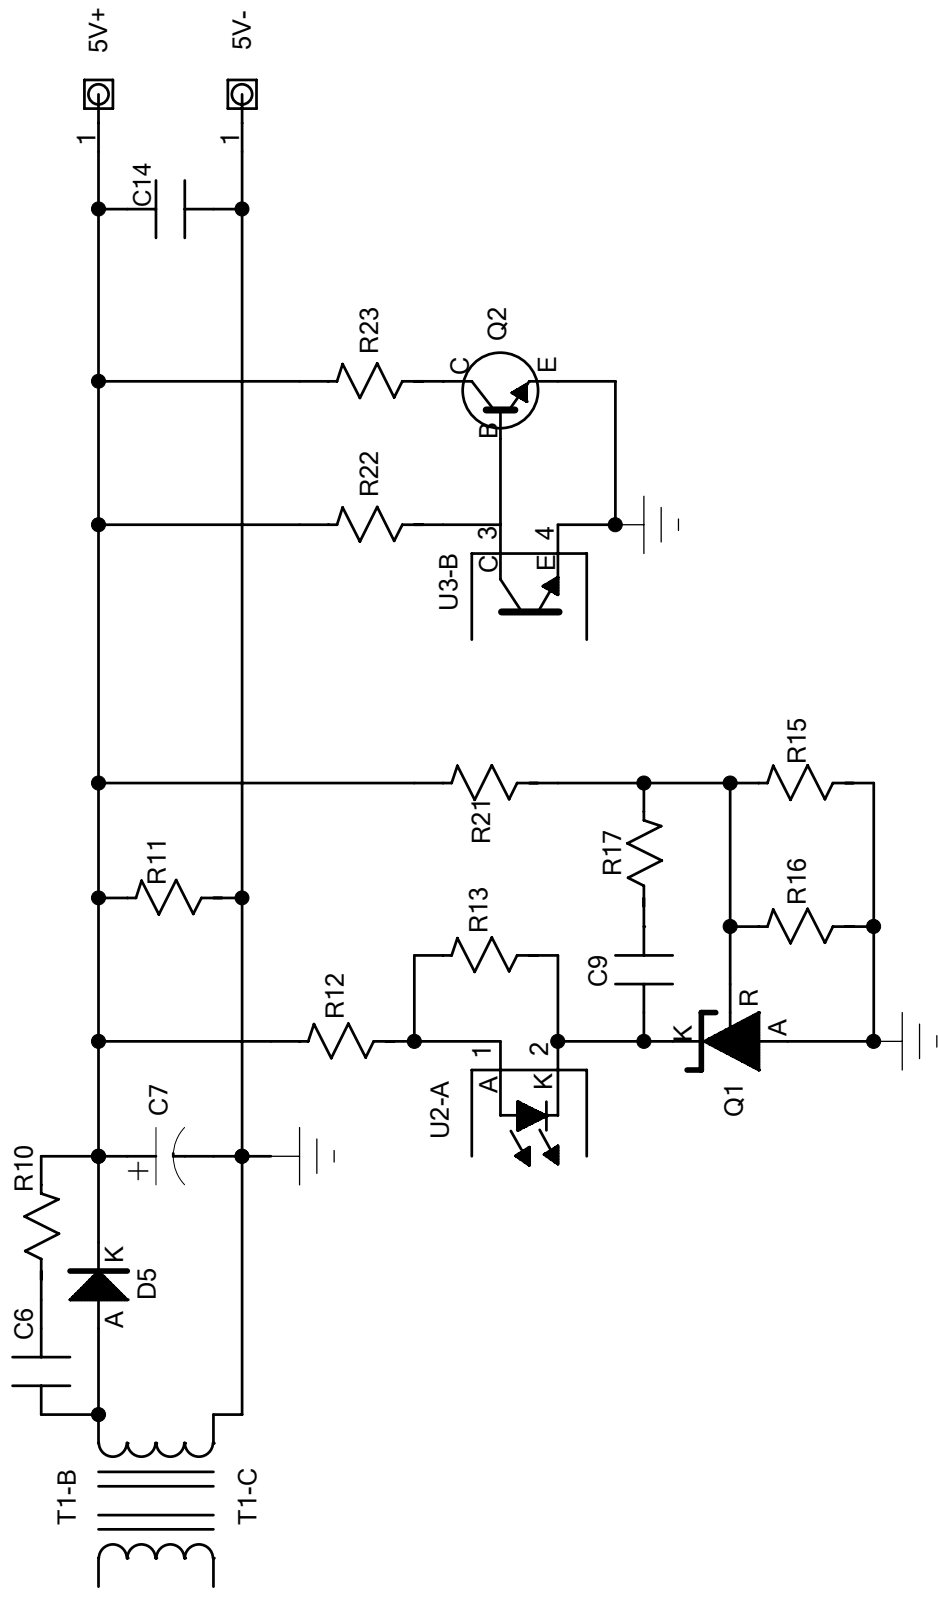 5V+
5V-
1
1
C14
R23
Q2
C
B
E
R22
U3-B
C
3
E
4
R11
R21
R17
R15
R16
R13
C9
R12
U2-A
A
1
K
2
K
R
A
Q1
C7
+
R10
C6
A
K
D5
T1-B
T1-C